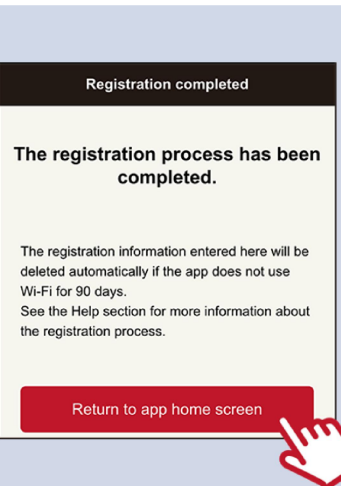 Registration completed
The registration process has been
completed.
The registration information entered here will be
deleted automatically if the app does not use
Wi-Fi for 90 days.
See the Help section for more information about
the registration process.
Return to app home screen